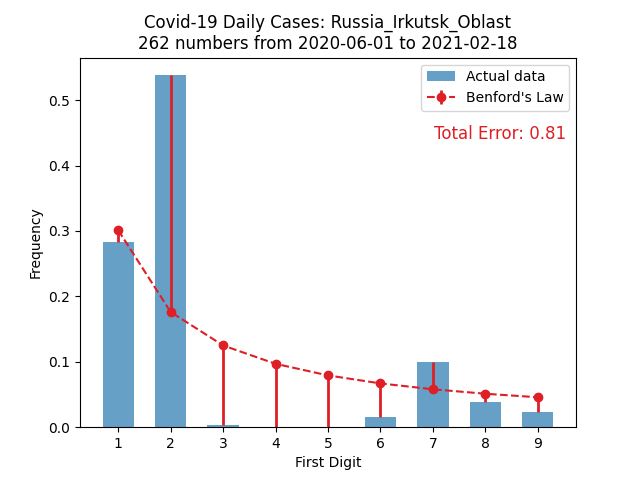 Covid-19 Daily Cases: Russia_Irkutsk_Oblast
262 numbers from 2020-06-01 to 2021-02-18
Actual data
Benford's Law
Total Error: 0.81
Frequency
0.5
0.4
0.3
0.2
0.1
0.0
1 2 3 4 5 6 7 8 9
First Digit